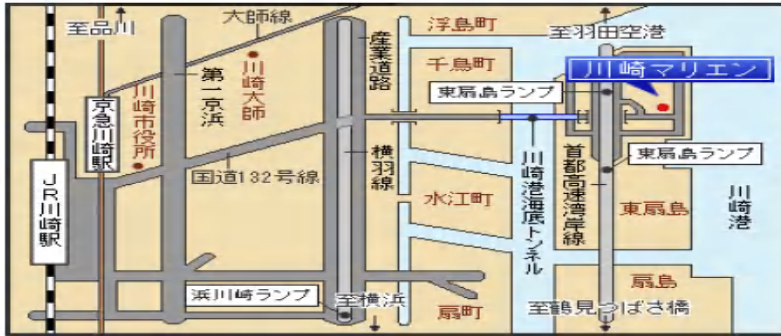 至品川
大師線
産業道路
浮島町
至羽田空港
千鳥町
川崎マリエン
東扇島ランプ
第一京浜
川崎大師
京急川崎駅
川崎市役所
JR川崎駅
国道132号線
横羽線
川崎港海底トンネル
首都高速湾岸線
東扇島ランプ
水江町
東扇島
川崎港
浜川崎ランプ
至横浜
扇町
扇島
至鶴見つばさ橋